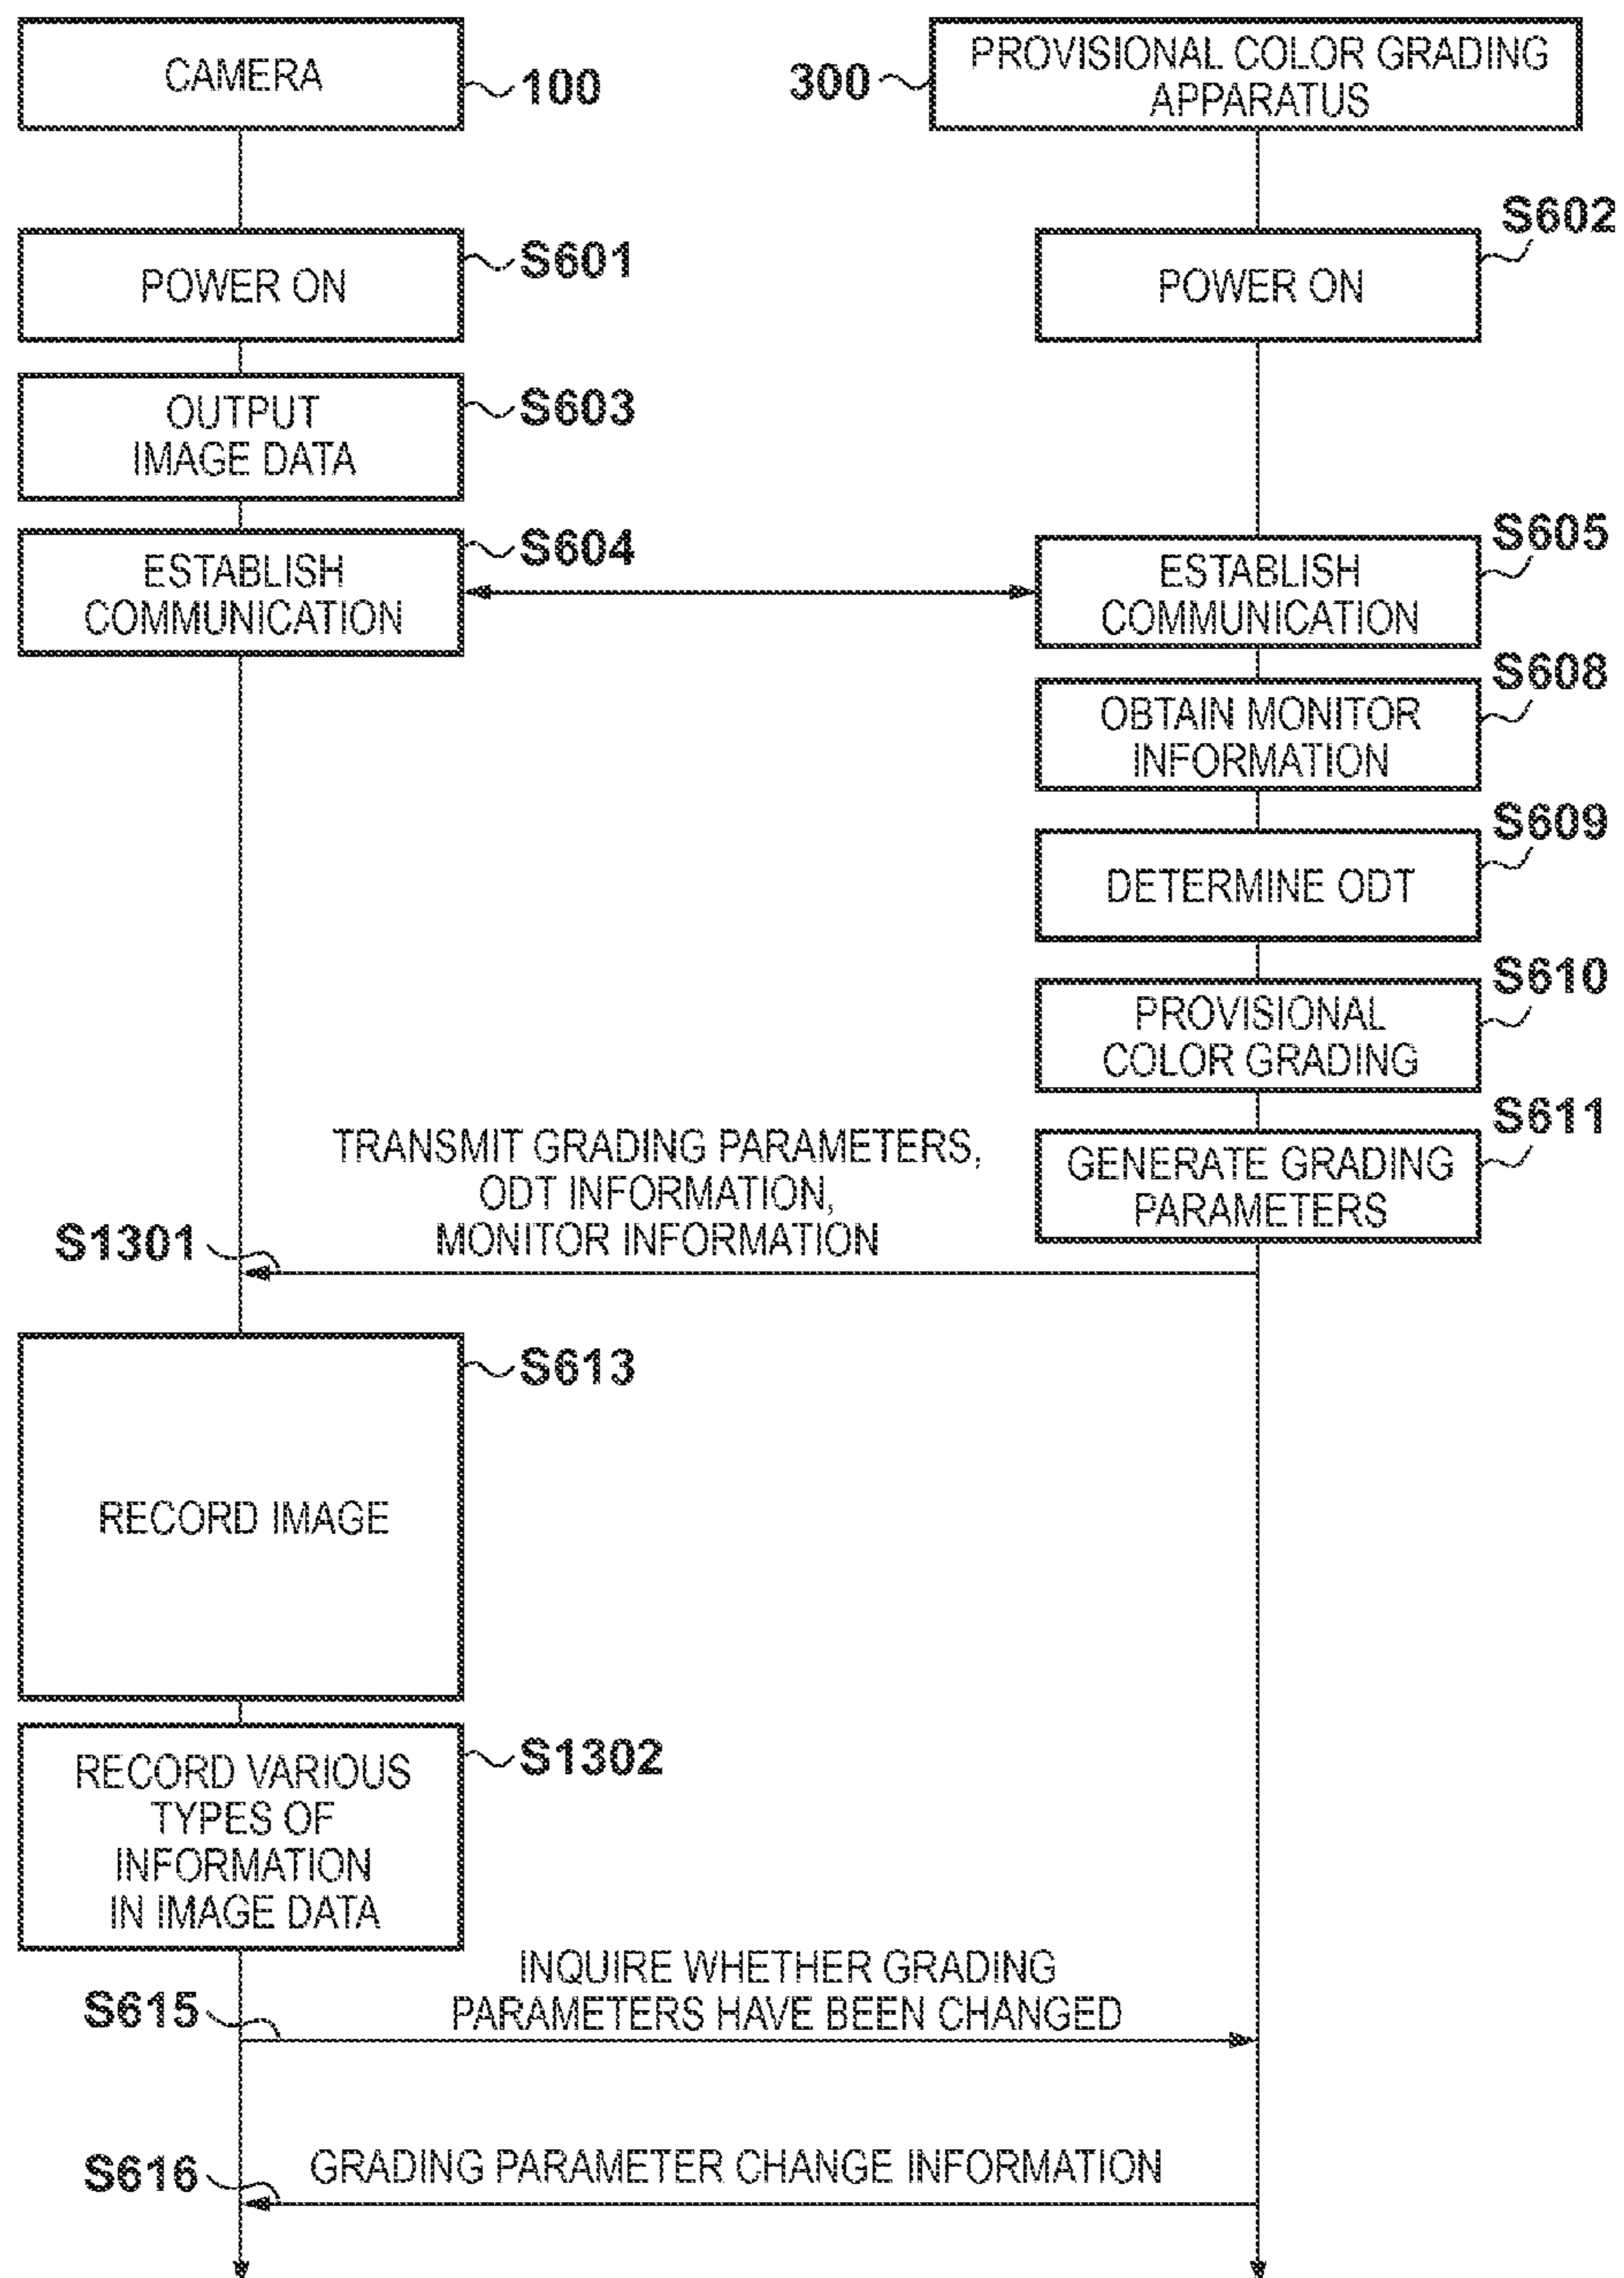 CAMERA
100
300
PROVISIONAL COLOR GRADING
APPARATUS
POWER ON
S601
POWER ON
S602
OUTPUT
IMAGE DATA
S603
ESTABLISH
COMMUNICATION
S604
ESTABLISH
COMMUNICATION
S605
OBTAIN MONITOR
INFORMATION
S608
DETERMINE ODT
S609
PROVISIONAL
COLOR GRADING
S610
GENERATE GRADING
PARAMETERS
S611
TRANSMIT GRADING PARAMETERS,
ODT INFORMATION,
MONITOR INFORMATION
S1301
RECORD IMAGE
S613
RECORD VARIOUS
TYPES OF
INFORMATION
IN IMAGE DATA
S1302
INQUIRE WHETHER GRADING
PARAMETERS HAVE BEEN CHANGED
S615
GRADING PARAMETER CHANGE INFORMATION
S616